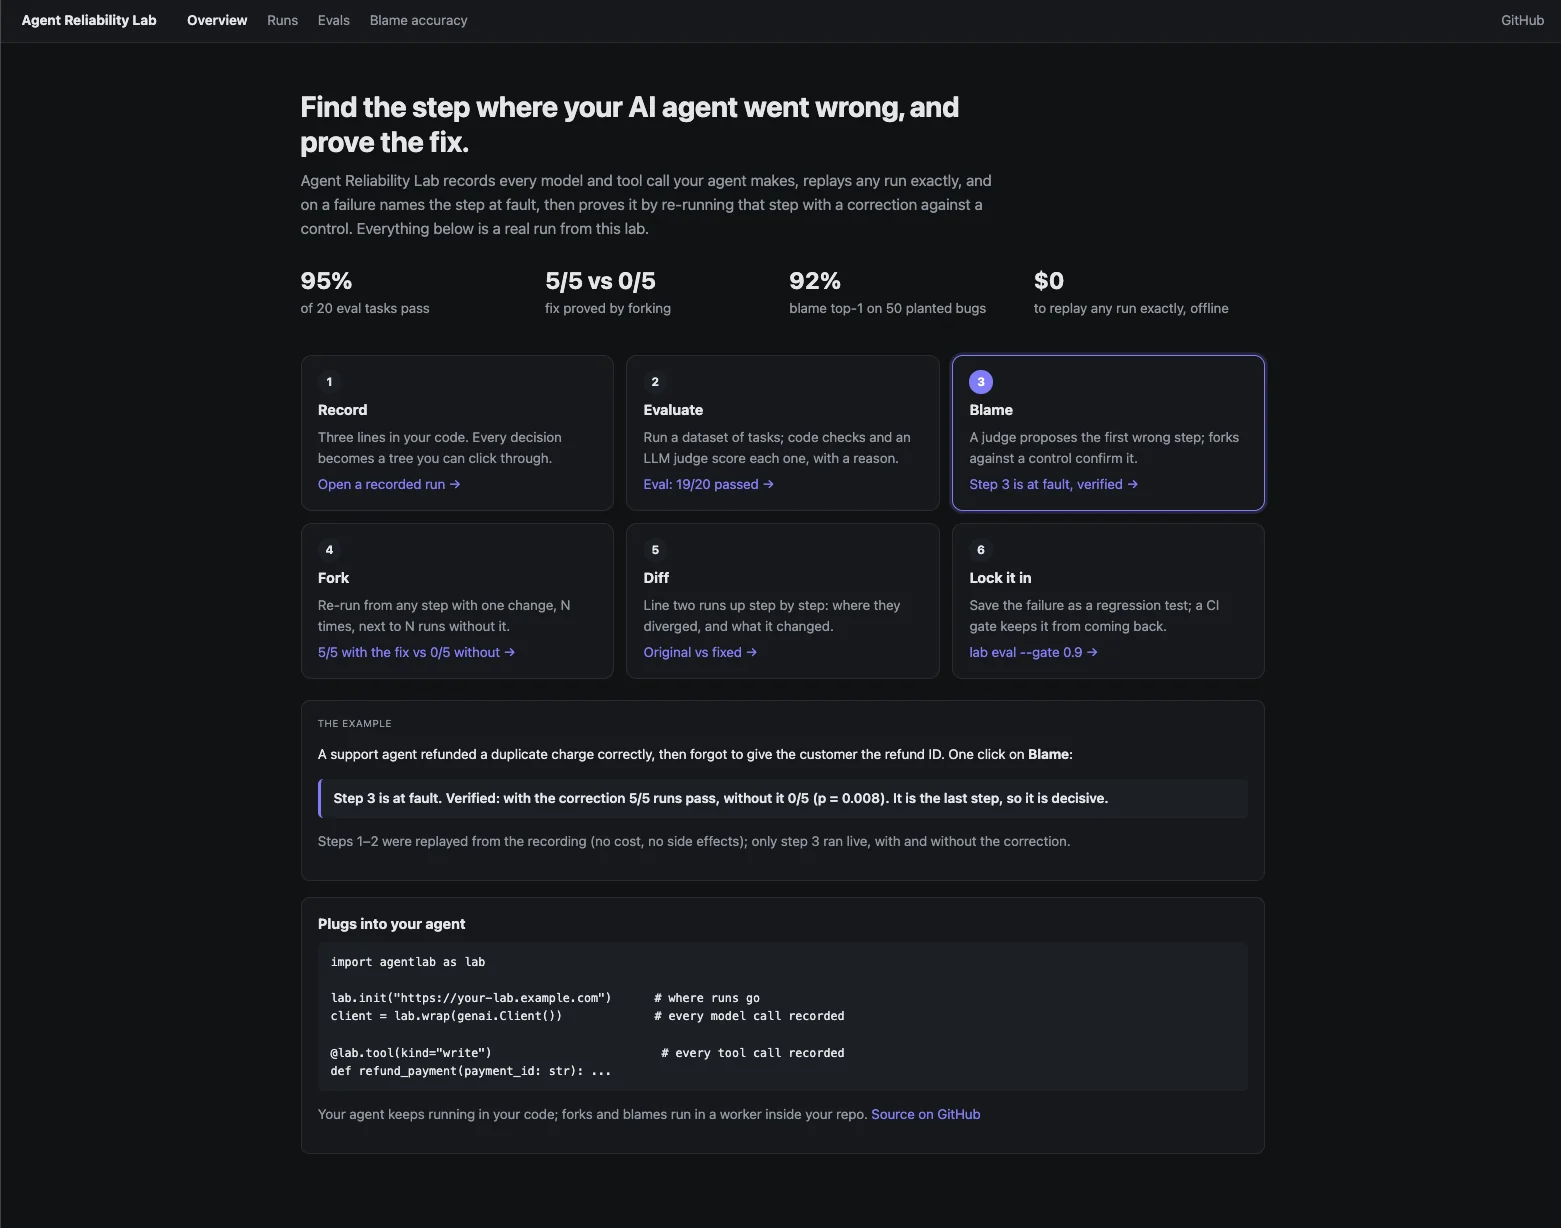 Agent Reliability Lab Overview Runs Evals Blame accuracy GitHub
Find the step where your AI agent went wrong, and
prove the fix.
Agent Reliability Lab records every model and tool call your agent makes, replays any run exactly, and
on a failure names the step at fault, then proves it by re-running that step with a correction against a
control. Everything below is a real run from this lab.
95%
of 20 eval tasks pass
5/5 vs 0/5
fix proved by forking
92%
blame top-1 on 50 planted bugs
$0
to replay any run exactly, offline
1
Record
Three lines in your code. Every decision
becomes a tree you can click through.
Open a recorded run →
2
Evaluate
Run a dataset of tasks; code checks and an
LLM judge score each one, with a reason.
Eval: 19/20 passed →
3
Blame
A judge proposes the first wrong step; forks
against a control confirm it.
Step 3 is at fault, verified →
4
Fork
Re-run from any step with one change, N
times, next to N runs without it.
5/5 with the fix vs 0/5 without →
5
Diff
Line two runs up step by step: where they
diverged, and what it changed.
Original vs fixed →
6
Lock it in
Save the failure as a regression test; a CI
gate keeps it from coming back.
lab eval --gate 0.9 →
THE EXAMPLE
A support agent refunded a duplicate charge correctly, then forgot to give the customer the refund ID. One click on Blame:
Step 3 is at fault. Verified: with the correction 5/5 runs pass, without it 0/5 (p = 0.008). It is the last step, so it is decisive.
Steps 1–2 were replayed from the recording (no cost, no side effects); only step 3 ran live, with and without the correction.
Plugs into your agent
import agentlab as lab
lab.init("https://your-lab.example.com") # where runs go
client = lab.wrap(genai.Client()) # every model call recorded
@lab.tool(kind="write") # every tool call recorded
def refund_payment(payment_id: str): ...
Your agent keeps running in your code; forks and blames run in a worker inside your repo. Source on GitHub